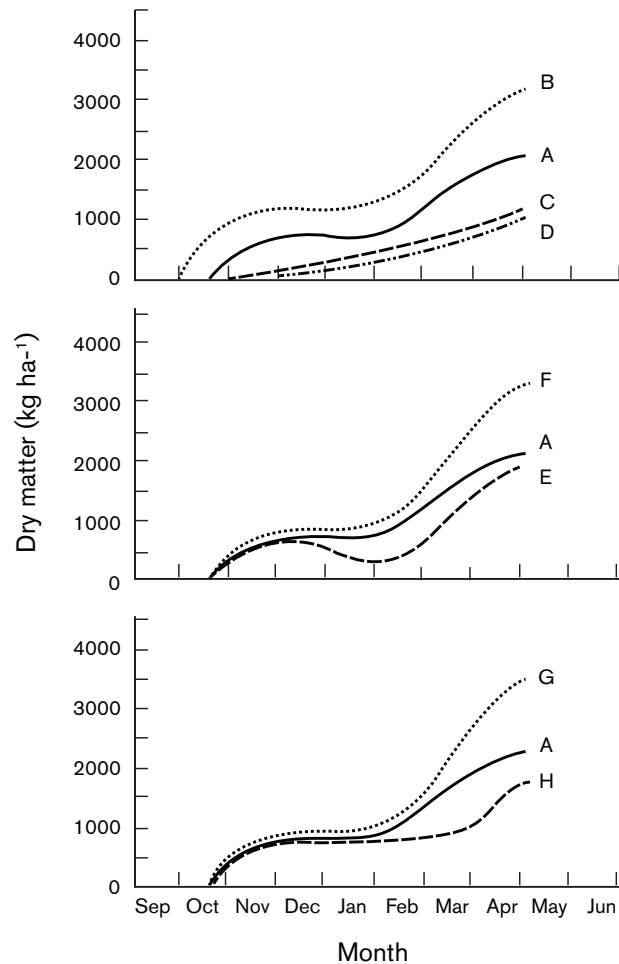 4000
3000
2000
1000
0
B
A
C
D
4000
3000
2000
1000
0
F
A
E
4000
3000
2000
1000
0
G
A
H
Sep Oct Nov Dec Jan Feb Mar Apr May Jun
Month
Dry matter (kg ha-¹)